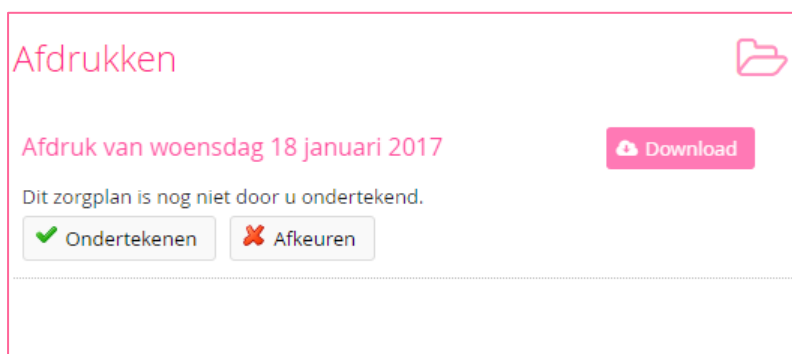 Afdrukken
Afdruk van woensdag 18 januari 2017
Download
Dit zorgplan is nog niet door u ondertekend.
Ondertekenen
Afkeuren